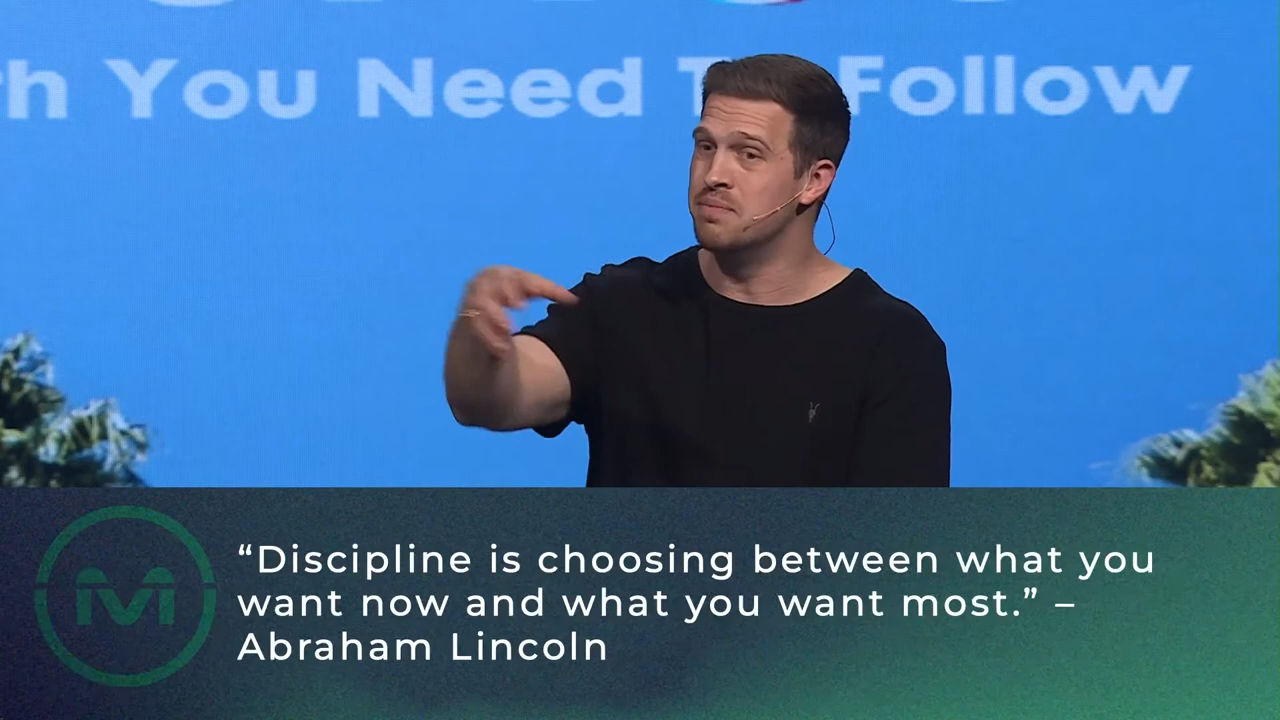 h You Need T Follow
“Discipline is choosing between what you
want now and what you want most.” –
Abraham Lincoln